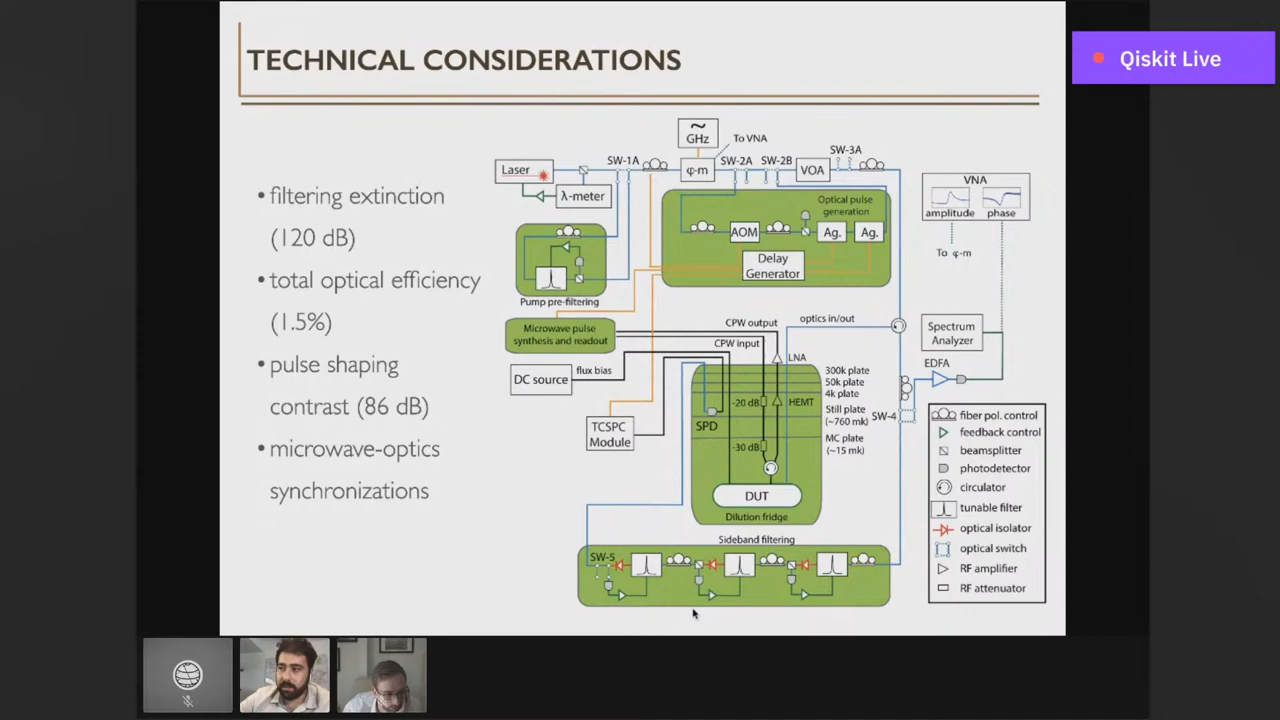 TECHNICAL CONSIDERATIONS
Qiskit Live
• filtering extinction
(120 dB)
• total optical efficiency
(1.5%)
• pulse shaping
contrast (86 dB)
• microwave-optics
synchronizations
~
GHz
To VNA
Laser
λ-meter
SW-1A
φ-m
SW-2A
SW-2B
VOA
SW-3A
VNA
amplitude
phase
To φ-m
Optical pulse
generation
AOM
Ag.
Ag.
Delay
Generator
Pump pre-filtering
Microwave pulse
synthesis and readout
CPW output
CPW input
optics in/out
DC source
flux bias
LNA
Spectrum
Analyzer
EDFA
SW-4
TCSPC
Module
SPD
-20 dB
HEMT
-30 dB
DUT
Dilution fridge
300k plate
50k plate
4k plate
Still plate
(~760 mk)
MC plate
(~15 mk)
Sideband filtering
SW-5
fiber pol. control
feedback control
beamsplitter
photodetector
circulator
tunable filter
optical isolator
optical switch
RF amplifier
RF attenuator